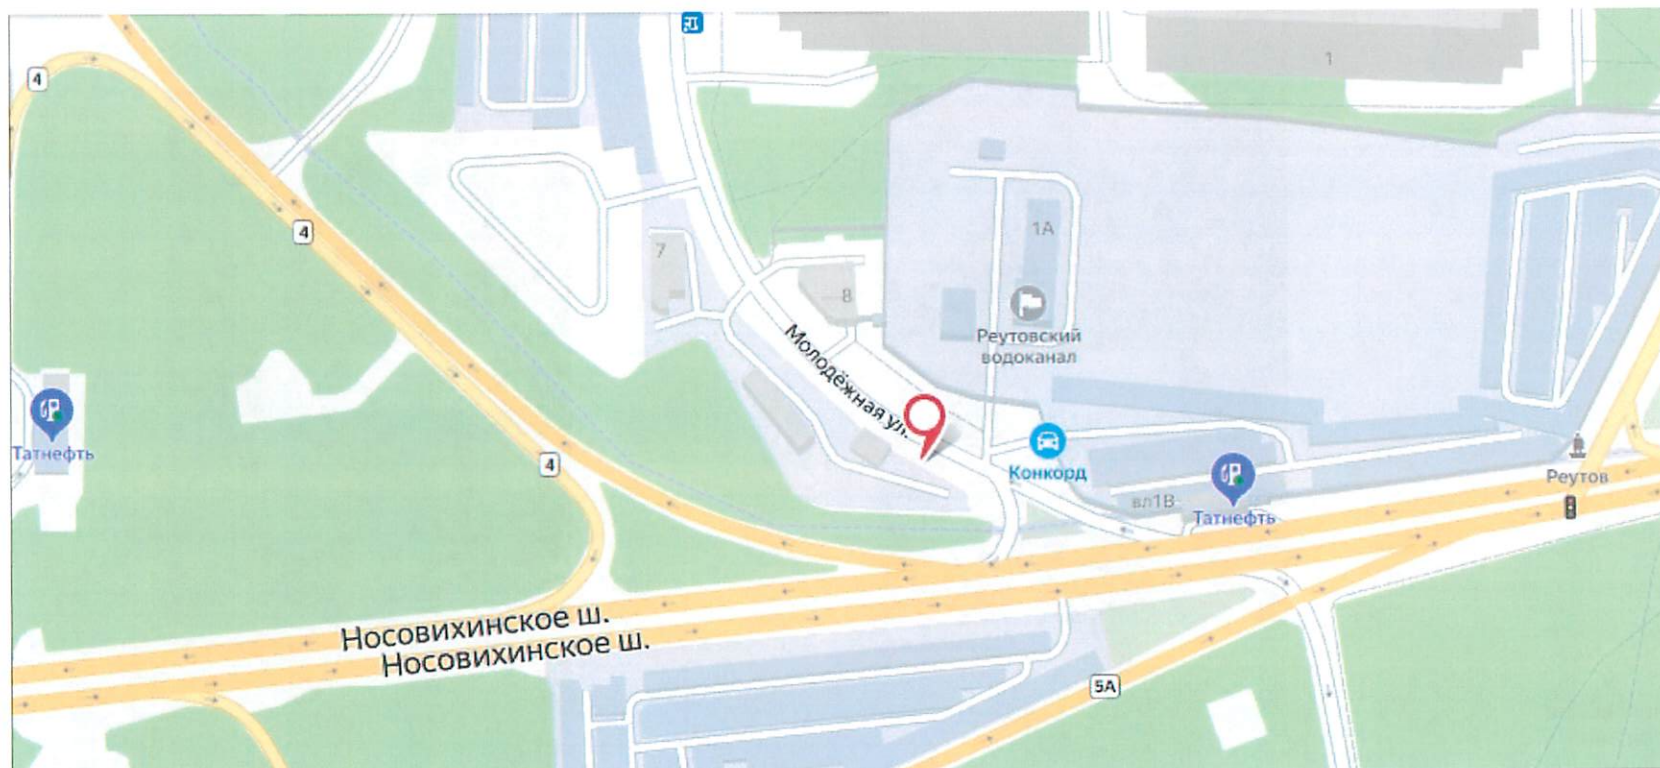 4
1
4
1А
7
8
Реутовский
водоканал
Молодёжная ул.
Татнефть
Конкорд
4
Реутов
вл1В
Татнефть
Носовихинское ш.
Носовихинское ш.
5А